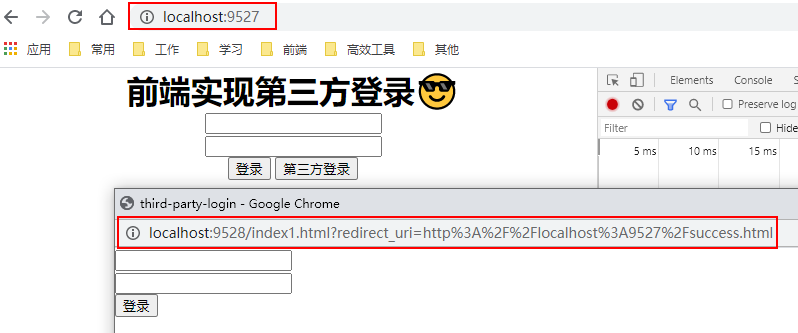 localhost:9527
应用 常用 工作 学习 前端 高效工具 其他
前端实现第三方登录😎
Elements Console S
Preserve log
Filter Hide
5 ms 10 ms 15 ms
登录 第三方登录
third-party-login - Google Chrome
localhost:9528/index1.html?redirect_uri=http%3A%2F%2Flocalhost%3A9527%2Fsuccess.html
登录